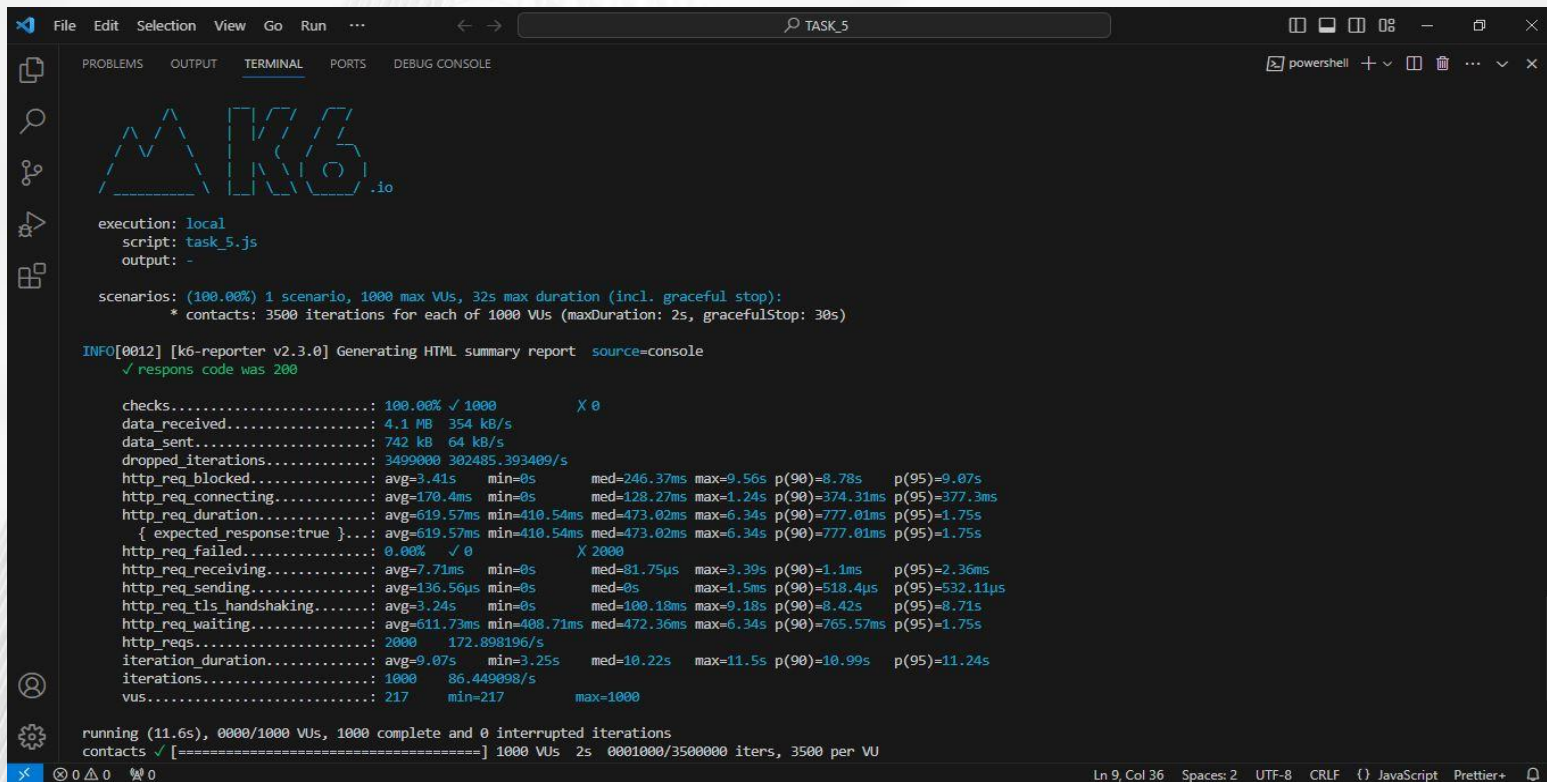 File Edit Selection View Go Run ··· ← → TASK_5
PROBLEMS OUTPUT TERMINAL PORTS DEBUG CONSOLE powershell
.io
execution: local
script: task_5.js
output: -
scenarios: (100.00%) 1 scenario, 1000 max VUs, 32s max duration (incl. graceful stop):
* contacts: 3500 iterations for each of 1000 VUs (maxDuration: 2s, gracefulStop: 30s)
INFO[0012] [k6-reporter v2.3.0] Generating HTML summary report source=console
✓ respons code was 200
checks.........................: 100.00% ✓ 1000 ✗ 0
data_received..................: 4.1 MB 354 kB/s
data_sent......................: 742 kB 64 kB/s
dropped_iterations.............: 3499000 302485.393409/s
http_req_blocked...............: avg=3.41s min=0s med=246.37ms max=9.56s p(90)=8.78s p(95)=9.07s
http_req_connecting............: avg=170.4ms min=0s med=128.27ms max=1.24s p(90)=374.31ms p(95)=377.3ms
http_req_duration..............: avg=619.57ms min=410.54ms med=473.02ms max=6.34s p(90)=777.01ms p(95)=1.75s
{ expected_response:true }...: avg=619.57ms min=410.54ms med=473.02ms max=6.34s p(90)=777.01ms p(95)=1.75s
http_req_failed................: 0.00% ✓ 0 ✗ 2000
http_req_receiving.............: avg=7.71ms min=0s med=81.75µs max=3.39s p(90)=1.1ms p(95)=2.36ms
http_req_sending...............: avg=136.56µs min=0s med=0s max=1.5ms p(90)=518.4µs p(95)=532.11µs
http_req_tls_handshaking.......: avg=3.24s min=0s med=100.18ms max=9.18s p(90)=8.42s p(95)=8.71s
http_req_waiting...............: avg=611.73ms min=408.71ms med=472.36ms max=6.34s p(90)=765.57ms p(95)=1.75s
http_reqs......................: 2000 172.898196/s
iteration_duration.............: avg=9.07s min=3.25s med=10.22s max=11.5s p(90)=10.99s p(95)=11.24s
iterations.....................: 1000 86.449098/s
vus............................: 217 min=217 max=1000
running (11.6s), 0000/1000 VUs, 1000 complete and 0 interrupted iterations
contacts ✓ [======================================] 1000 VUs 2s 0001000/3500000 iters, 3500 per VU
0 0 0 Ln 9, Col 36 Spaces: 2 UTF-8 CRLF {} JavaScript Prettier+